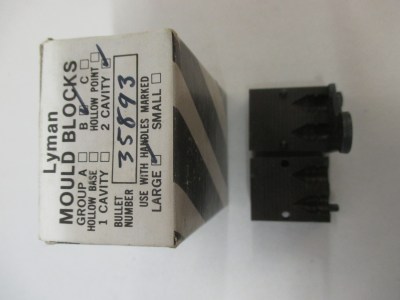 Lyman
MOULD BLOCKS
GROUP A B C
HOLLOW BASE HOLLOW POINT
1 CAVITY 2 CAVITY
BULLET NUMBER 35893
USE WITH HANDLES MARKED
LARGE SMALL